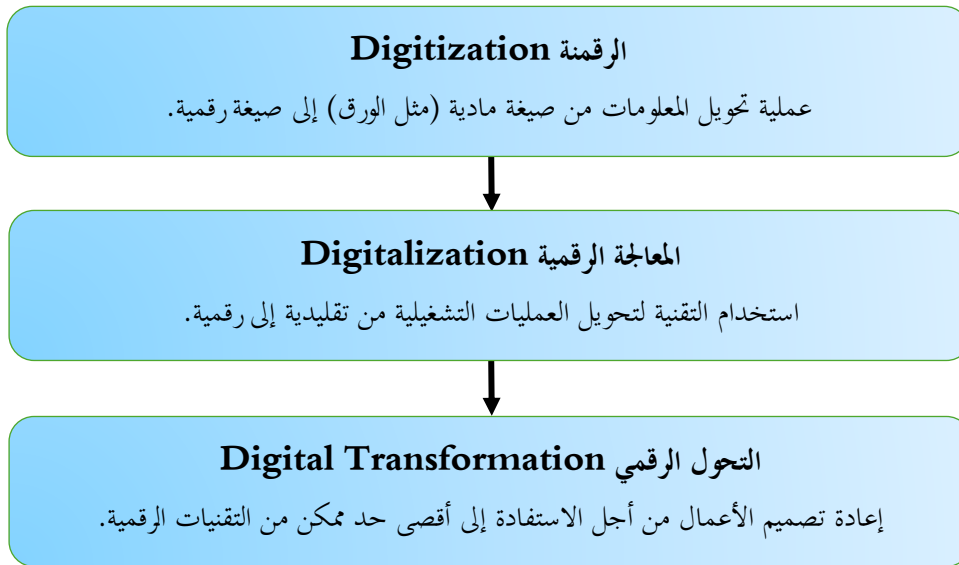 الرقمنة Digitization
عملية تحويل المعلومات من صيغة مادية (مثل الورق) إلى صيغة رقمية.
المعالجة الرقمية Digitalization
استخدام التقنية لتحويل العمليات التشغيلية من تقليدية إلى رقمية.
التحول الرقمي Digital Transformation
إعادة تصميم الأعمال من أجل الاستفادة إلى أقصى حد ممكن من التقنيات الرقمية.